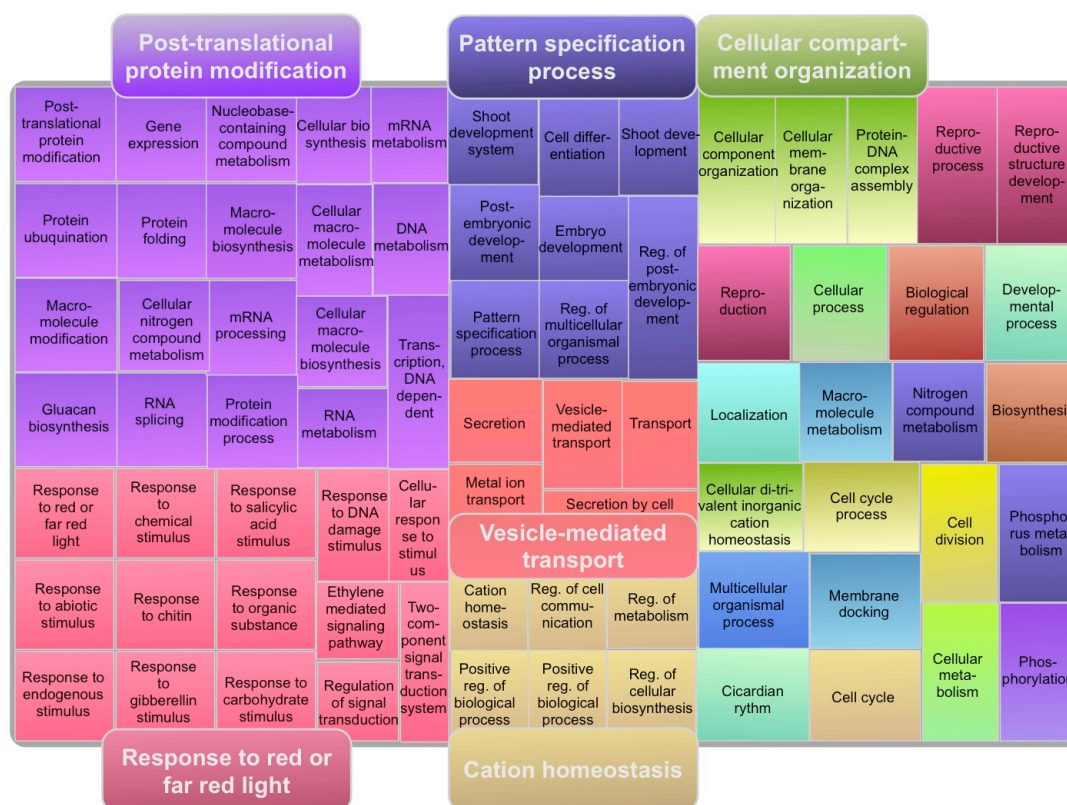 Post-translational
protein modification
Pattern specification
process
Cellular compart-
ment organization
Post-
translational
protein
modification
Gene
expression
Nucleobase-
containing
compound
metabolism
Cellular bio
synthesis
mRNA
metabolism
Protein
ubuquination
Protein
folding
Macro-
molecule
biosynthesis
Cellular
macro-
molecule
metabolism
DNA
metabolism
Macro-
molecule
modification
Cellular
nitrogen
compound
metabolism
mRNA
processing
Cellular
macro-
molecule
biosynthesis
Trans-
cription,
DNA
depen-
dent
Gluacan
biosynthesis
RNA
splicing
Protein
modification
process
RNA
metabolism
Shoot
development
system
Cell diffe-
rentiation
Shoot deve-
lopment
Post-
embryonic
develop-
ment
Embryo
development
Reg. of
post-
embryonic
develop-
ment
Pattern
specification
process
Reg. of
multicellular
organismal
process
Secretion
Vesicle-
mediated
transport
Transport
Metal ion
transport
Secretion by cell
Vesicle-mediated
transport
Cellular
component
organization
Cellular
mem-
brane
orga-
nization
Protein-
DNA
complex
assembly
Repro-
ductive
process
Repro-
ductive
structure
develop-
ment
Repro-
duction
Cellular
process
Biological
regulation
Develop-
mental
process
Localization
Macro-
molecule
metabolism
Nitrogen
compound
metabolism
Biosynthesis
Cellular di-tri-
valent inorganic
cation
homeostasis
Cell cycle
process
Cell
division
Phospho
rus meta
bolism
Multicellular
organismal
process
Membrane
docking
Cicardian
rythm
Cell cycle
Cellular
meta-
bolism
Phos-
phorylation
Response
to red or
far red
light
Response
to
chemical
stimulus
Response
to salicylic
acid
stimulus
Response
to DNA
damage
stimulus
Cellu-
lar
respon
se to
stimul
us
Response
to abiotic
stimulus
Response
to chitin
Response
to organic
substance
Ethylene
mediated
signaling
pathway
Two-
com-
ponent
signal
trans-
duction
system
Response to
endogenous
stimulus
Response
to
gibberellin
stimulus
Response to
carbohydrate
stimulus
Regulation
of signal
transduction
Cation
home-
ostasis
Reg. of cell
commu-
nication
Reg. of
metabolism
Positive
reg. of
biological
process
Positive
reg. of
biological
process
Reg. of
cellular
biosynthesis
Response to red or
far red light
Cation homeostasis